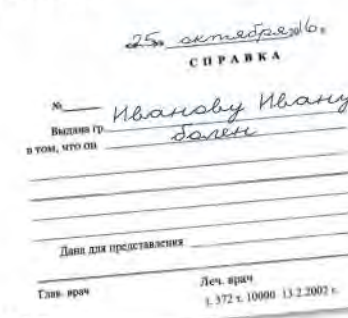 «25» октября 2016 г.
СПРАВКА
№
Иванову Ивану
Выдана гр.
болен
в том, что он
Дана для представления
Глав. врач
Леч. врач
т. 10000 13.2.2002 г.